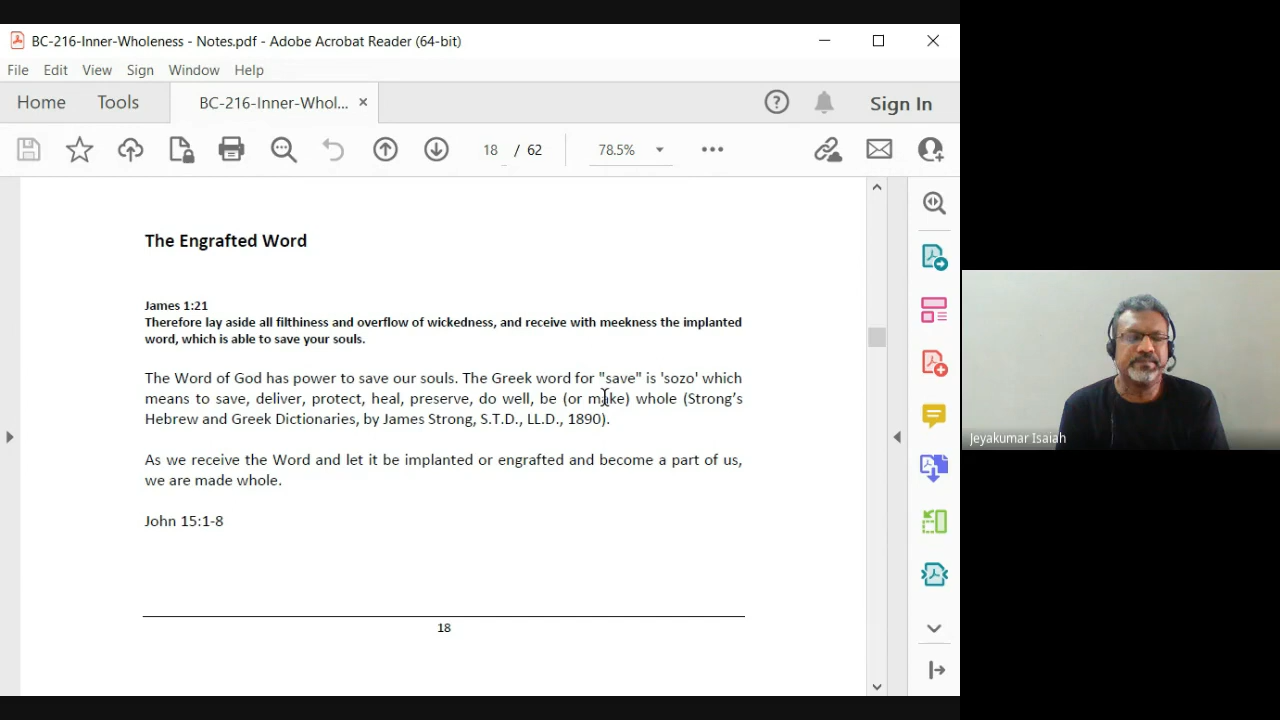 BC-216-Inner-Wholeness - Notes.pdf - Adobe Acrobat Reader (64-bit)
File Edit View Sign Window Help
Home Tools BC-216-Inner-Whol... × Sign In
18 / 62 78.5%
The Engrafted Word
James 1:21
Therefore lay aside all filthiness and overflow of wickedness, and receive with meekness the implanted
word, which is able to save your souls.
The Word of God has power to save our souls. The Greek word for "save" is 'sozo' which
means to save, deliver, protect, heal, preserve, do well, be (or make) whole (Strong's
Hebrew and Greek Dictionaries, by James Strong, S.T.D., LL.D., 1890).
As we receive the Word and let it be implanted or engrafted and become a part of us,
we are made whole.
John 15:1-8
18
Jeyakumar Isaiah